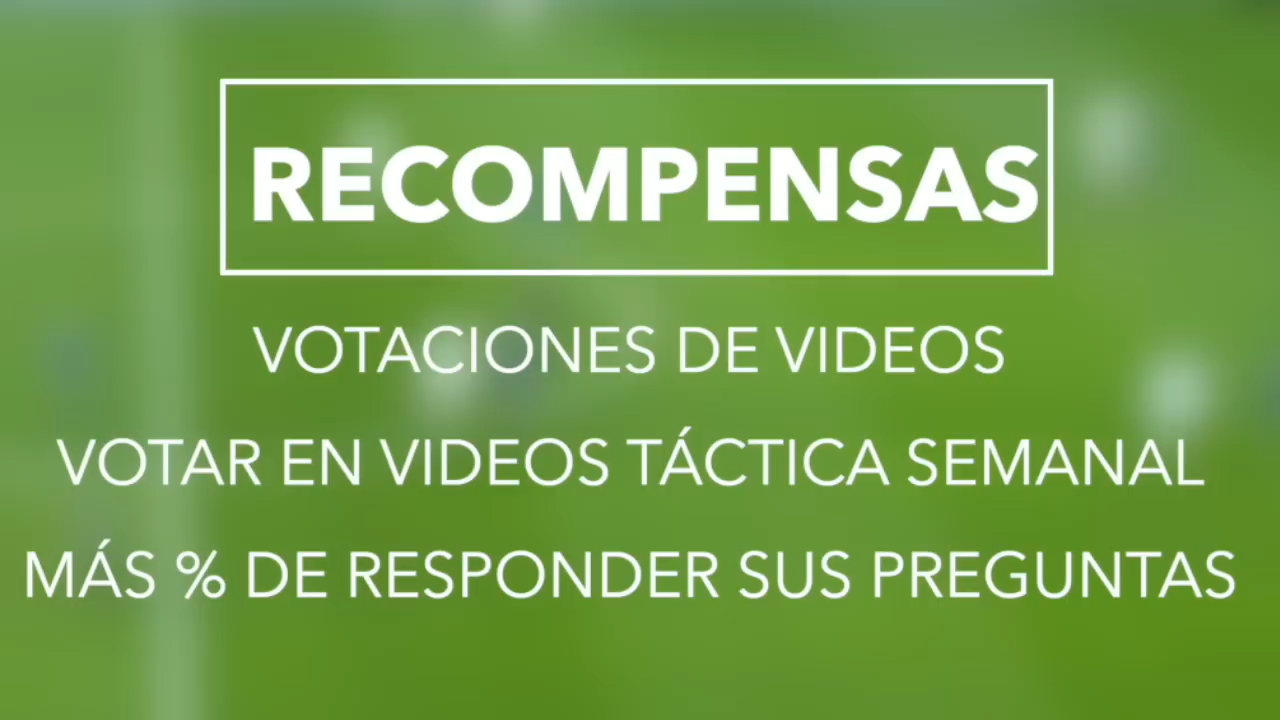 RECOMPENSAS
VOTACIONES DE VIDEOS
VOTAR EN VIDEOS TÁCTICA SEMANAL
MÁS % DE RESPONDER SUS PREGUNTAS